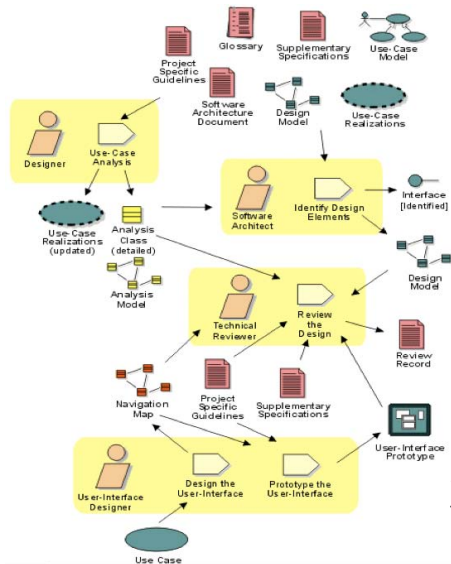 Glossary
Supplementary
Specifications
Use-Case
Model
Project
Specific
Guidelines
Software
Architecture
Document
Design
Model
Use-Case
Realizations
Designer
Use-Case
Analysis
Software
Architect
Identify Design
Elements
Interface
[Identified]
Use-Case
Realizations
(updated)
Analysis
Class
(detailed)
Analysis
Model
Design
Model
Technical
Reviewer
Review
the
Design
Review
Record
Navigation
Map
Project
Specific
Guidelines
Supplementary
Specifications
User-Interface
Prototype
User-Interface
Designer
Design the
User-Interface
Prototype the
User-Interface
Use Case